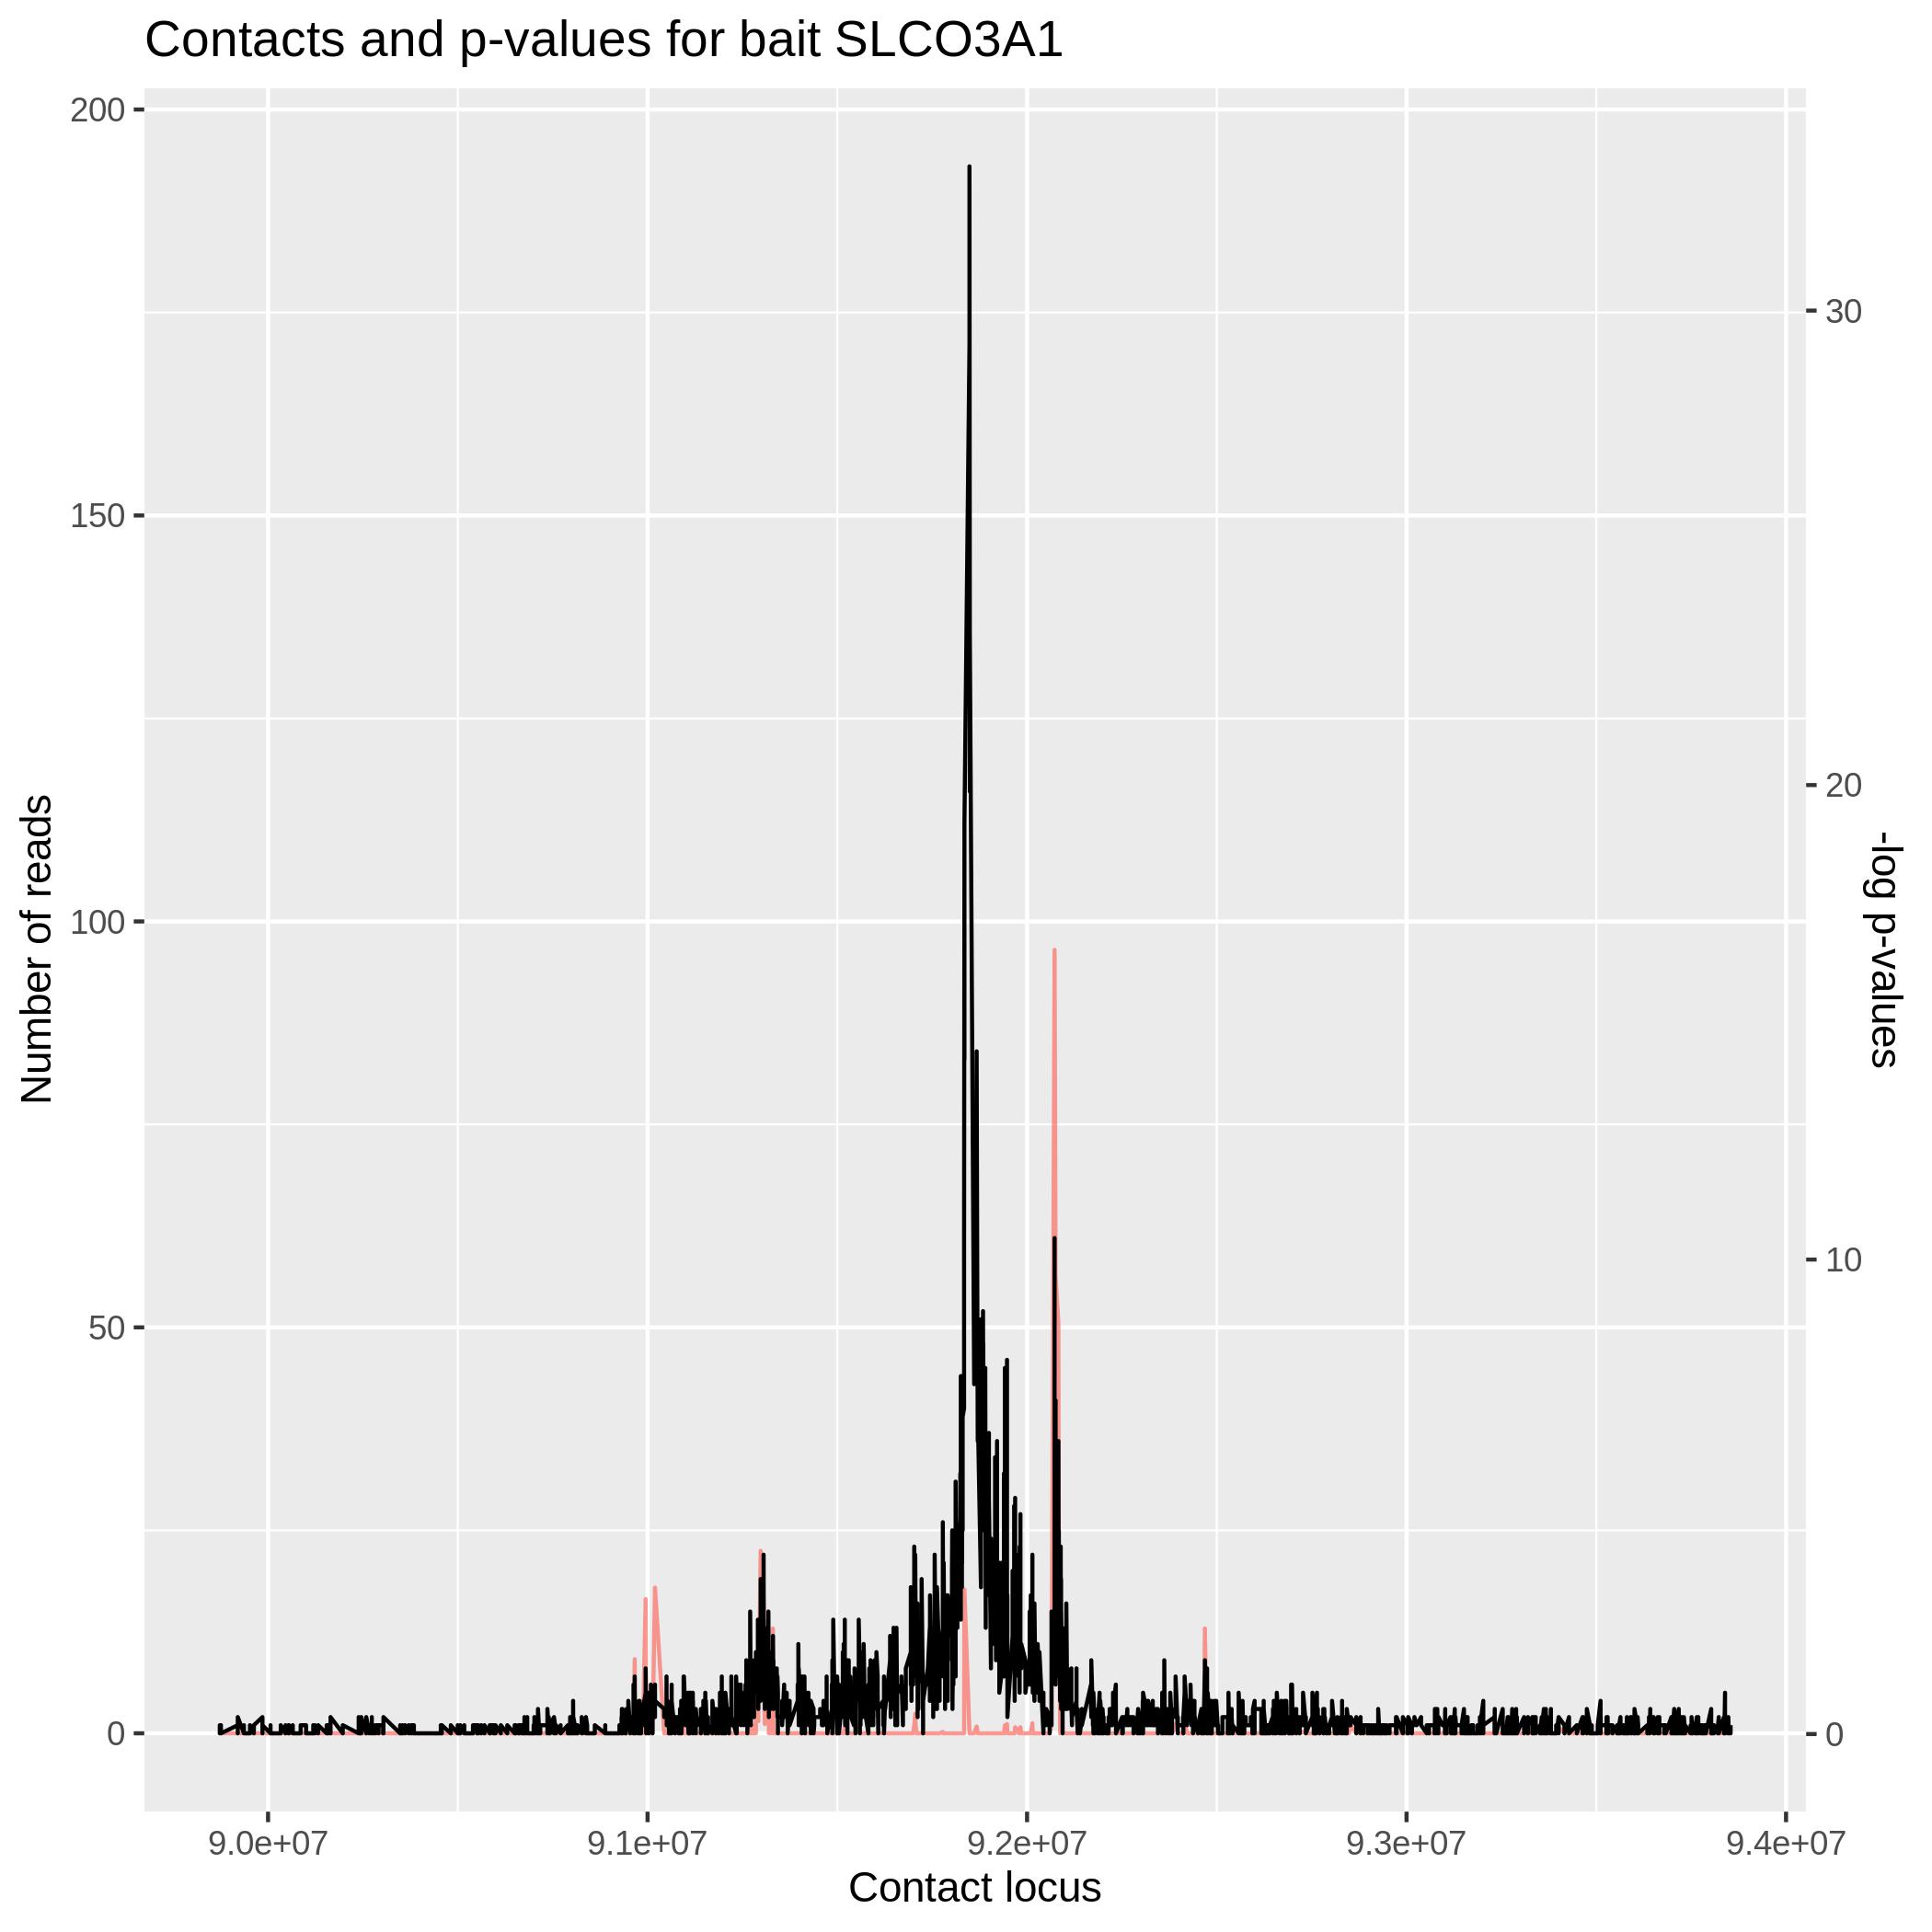 Contacts and p-values for bait SLCO3A1
200
150
100
50
0
Number of reads
30
20
10
0
-log p-values
9.0e+07
9.1e+07
9.2e+07
9.3e+07
9.4e+07
Contact locus